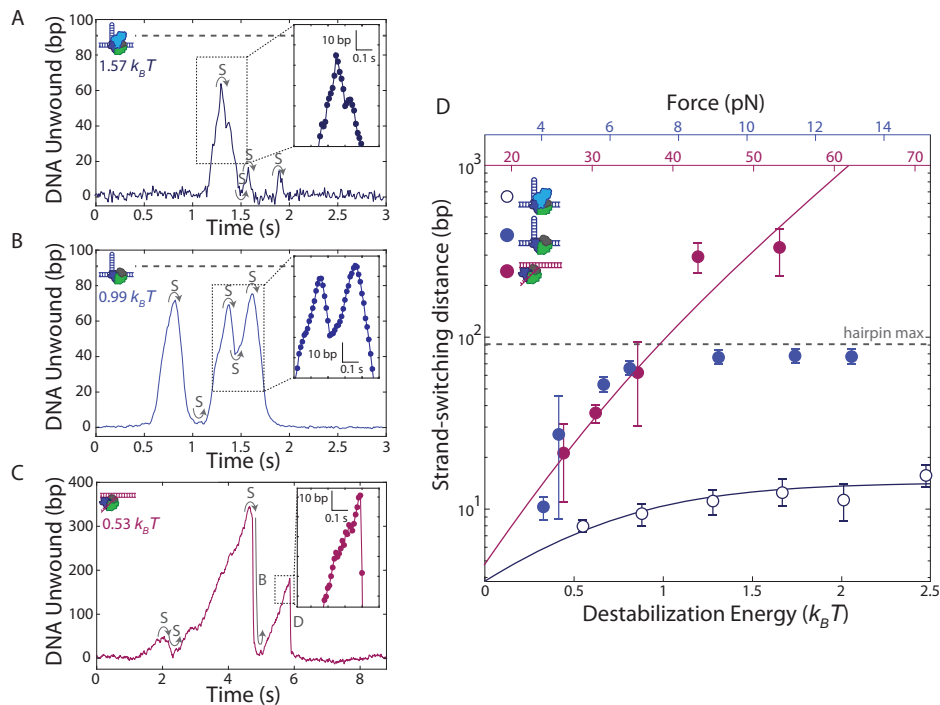 A
DNA Unwound (bp)
100
80
60
40
20
0
1.57 k_BT
S
S
S
S
10 bp
0.1 s
0 0.5 1 1.5 2 2.5 3
Time (s)
B
DNA Unwound (bp)
100
80
60
40
20
0
0.99 k_BT
S
S
S
S
S
10 bp
0.1 s
0 0.5 1 1.5 2 2.5 3
Time (s)
C
DNA Unwound (bp)
400
300
200
100
0
0.53 k_BT
S
S
S
B
D
10 bp
0.1 s
0 2 4 6 8
Time (s)
D
Force (pN)
4 6 8 10 12 14
20 30 40 50 60 70
Strand-switching distance (bp)
10³
10²
10¹
hairpin max.
0 0.5 1 1.5 2 2.5
Destabilization Energy (k_BT)